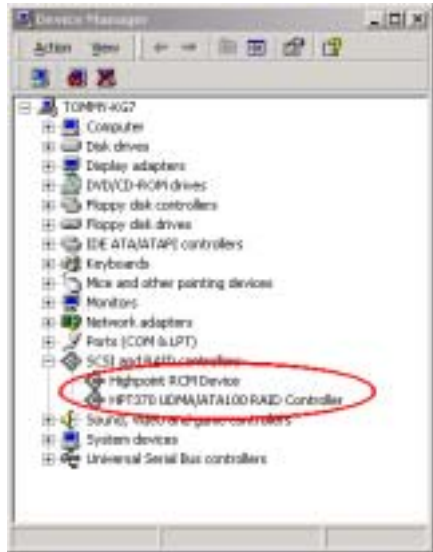 Device Manager
Action View
TOMMY-KG7
Computer
Disk drives
Display adapters
DVD/CD-ROM drives
Floppy disk controllers
Floppy disk drives
IDE ATA/ATAPI controllers
Keyboards
Mice and other pointing devices
Monitors
Network adapters
Ports (COM & LPT)
SCSI and RAID controllers
Highpoint RCM Device
HPT370 UDMA/ATA100 RAID Controller
Sound, video and game controllers
System devices
Universal Serial Bus controllers